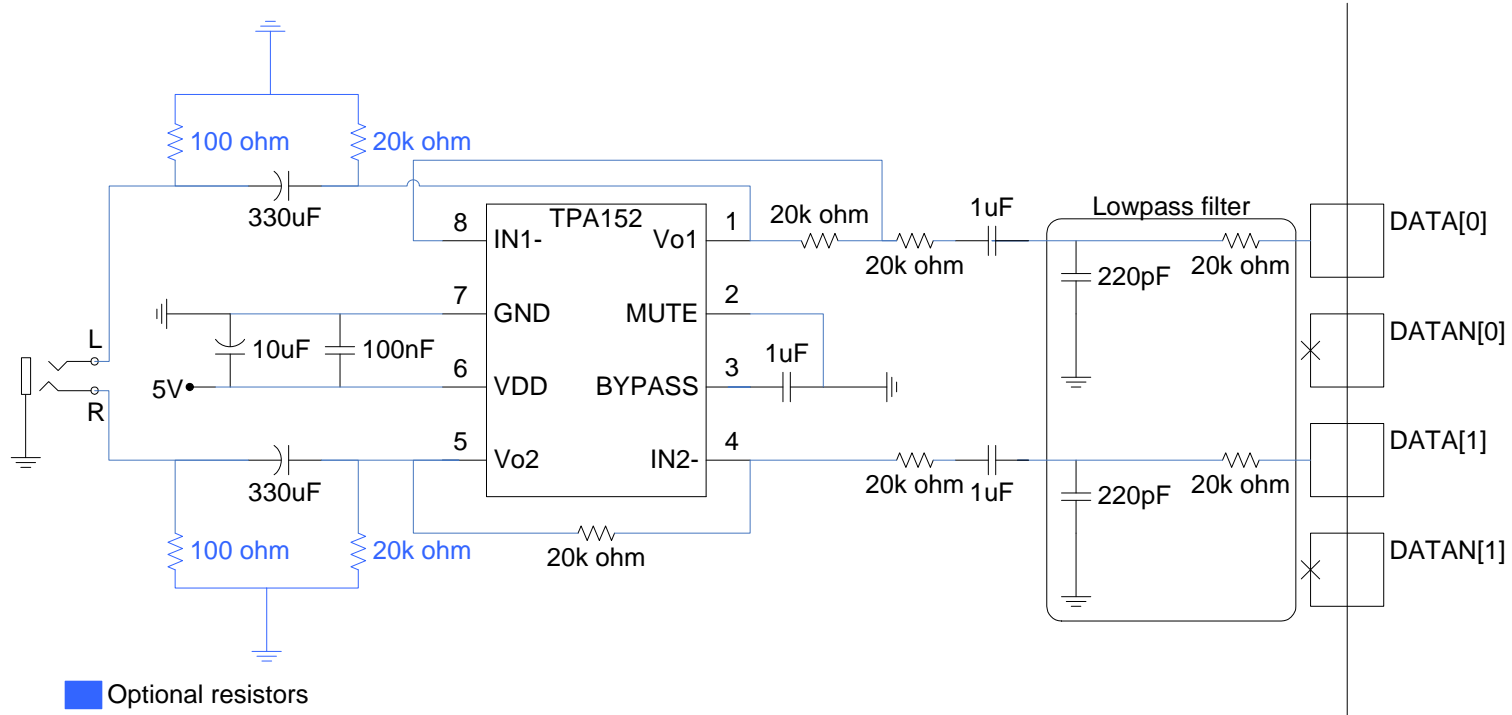 100 ohm
20k ohm
330uF
TPA152
8
IN1-
1
Vo1
20k ohm
20k ohm
1uF
Lowpass filter
220pF
20k ohm
DATA[0]
7
GND
2
MUTE
DATAN[0]
L
10uF
100nF
1uF
5V
6
VDD
3
BYPASS
R
5
Vo2
4
IN2-
330uF
20k ohm
1uF
220pF
20k ohm
DATA[1]
100 ohm
20k ohm
20k ohm
DATAN[1]
Optional resistors